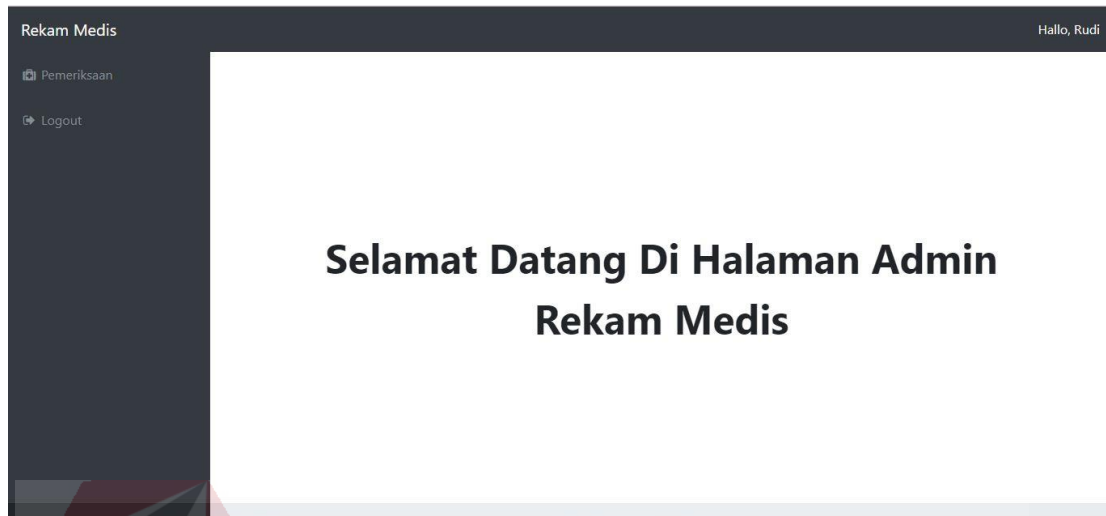 Rekam Medis
Hallo, Rudi
Pemeriksaan
Logout
Selamat Datang Di Halaman Admin
Rekam Medis